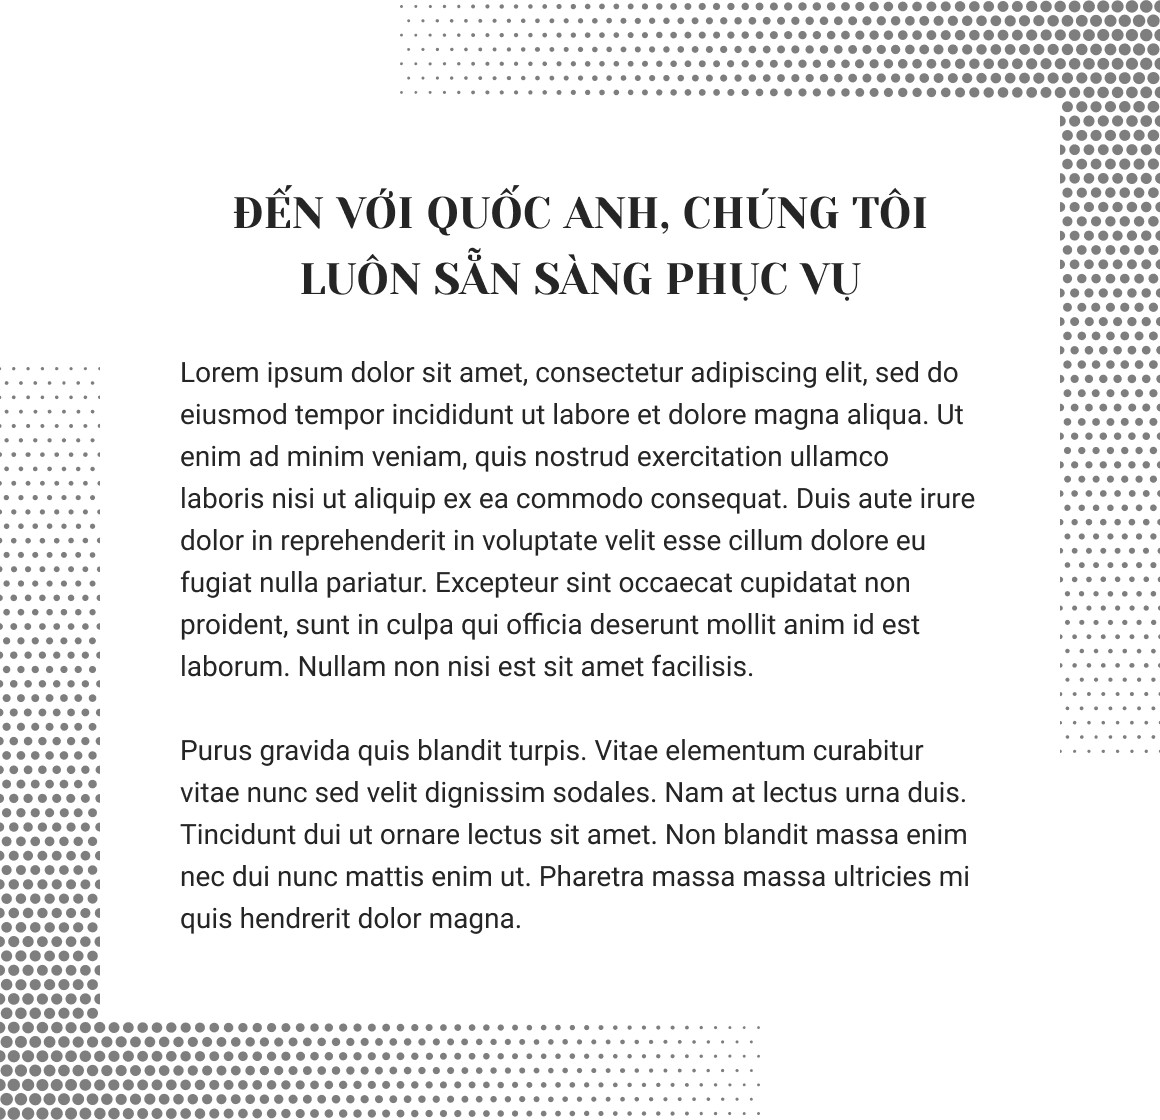 ĐẾN VỚI QUỐC ANH, CHÚNG TÔI
LUÔN SẴN SÀNG PHỤC VỤ
Lorem ipsum dolor sit amet, consectetur adipiscing elit, sed do
eiusmod tempor incididunt ut labore et dolore magna aliqua. Ut
enim ad minim veniam, quis nostrud exercitation ullamco
laboris nisi ut aliquip ex ea commodo consequat. Duis aute irure
dolor in reprehenderit in voluptate velit esse cillum dolore eu
fugiat nulla pariatur. Excepteur sint occaecat cupidatat non
proident, sunt in culpa qui officia deserunt mollit anim id est
laborum. Nullam non nisi est sit amet facilisis.
Purus gravida quis blandit turpis. Vitae elementum curabitur
vitae nunc sed velit dignissim sodales. Nam at lectus urna duis.
Tincidunt dui ut ornare lectus sit amet. Non blandit massa enim
nec dui nunc mattis enim ut. Pharetra massa massa ultricies mi
quis hendrerit dolor magna.